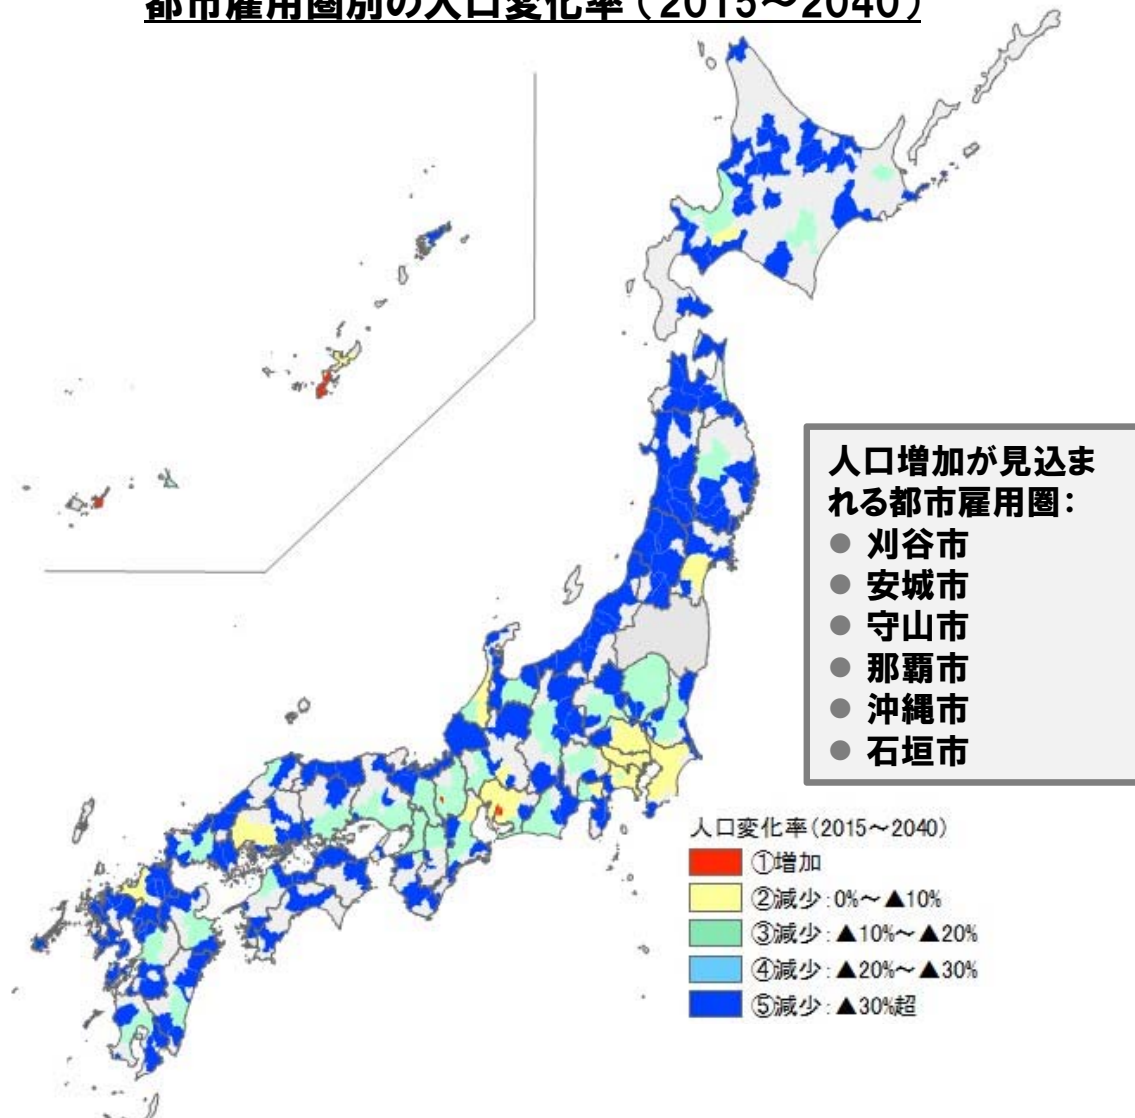 都市雇用圏別の人口変化率(2015~2040)
人口増加が見込ま
れる都市雇用圏:
● 刈谷市
● 安城市
● 守山市
● 那覇市
● 沖縄市
● 石垣市
人口変化率(2015~2040)
①増加
②減少:0%~▲10%
③減少:▲10%~▲20%
④減少:▲20%~▲30%
⑤減少:▲30%超